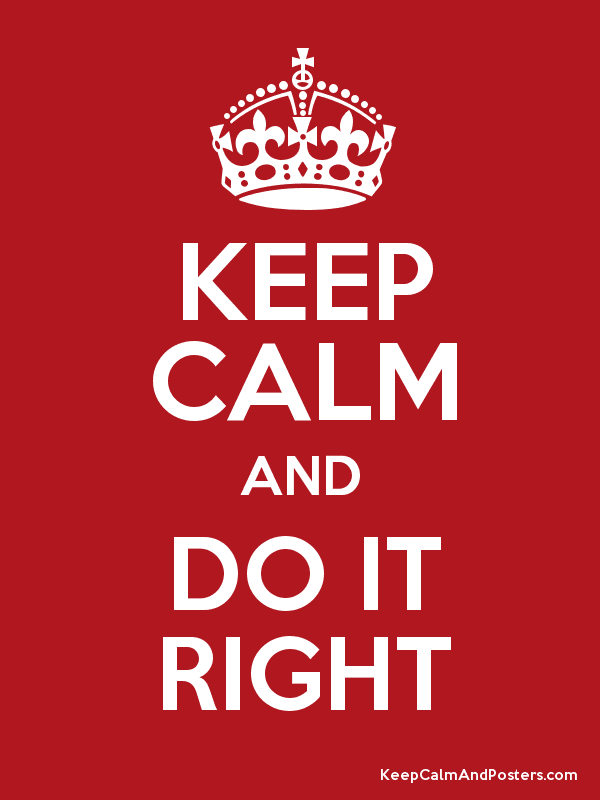 KEEP
CALM
AND
DO IT
RIGHT
KeepCalmAndPosters.com